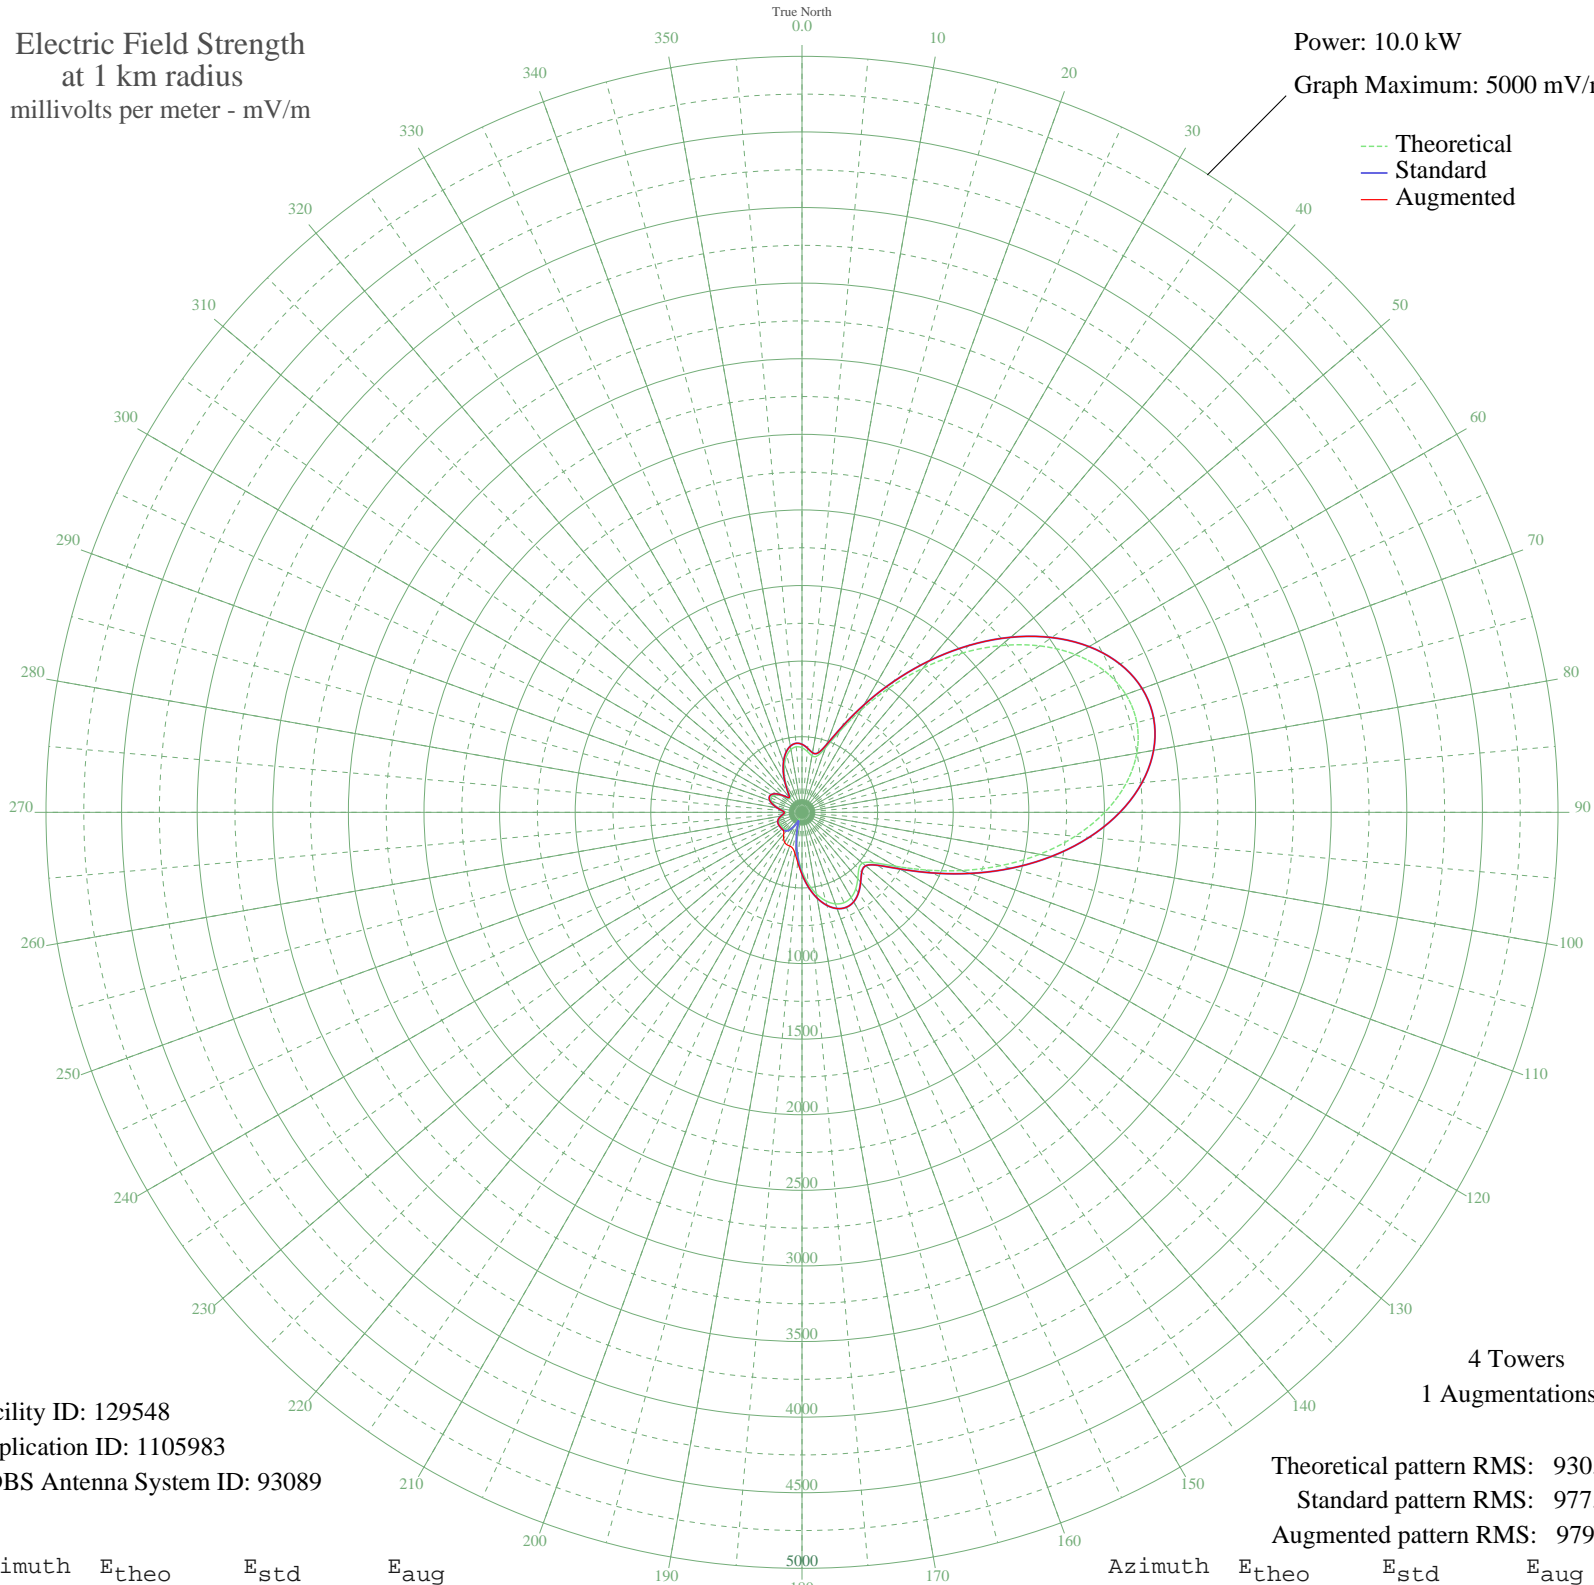 True North
0.0
Electric Field Strength
at 1 km radius
millivolts per meter - mV/m
Power: 10.0 kW
Graph Maximum: 5000
Theoretical
Standard
Augmented
10
20
30
40
50
60
70
80
90
100
110
120
130
140
150
160
170
190
200
210
220
230
240
250
260
270
280
290
300
310
320
330
340
350
1000
1500
2000
2500
3000
3500
4000
4500
5000
4 Towers
1 Augmentations
ID: 129548
ID: 1105983
Antenna System ID: 93089
Theoretical pattern RMS: 930
Standard pattern RMS: 977
Augmented pattern RMS: 979
Etheo Estd Eaug
Azimuth Etheo Estd Eaug